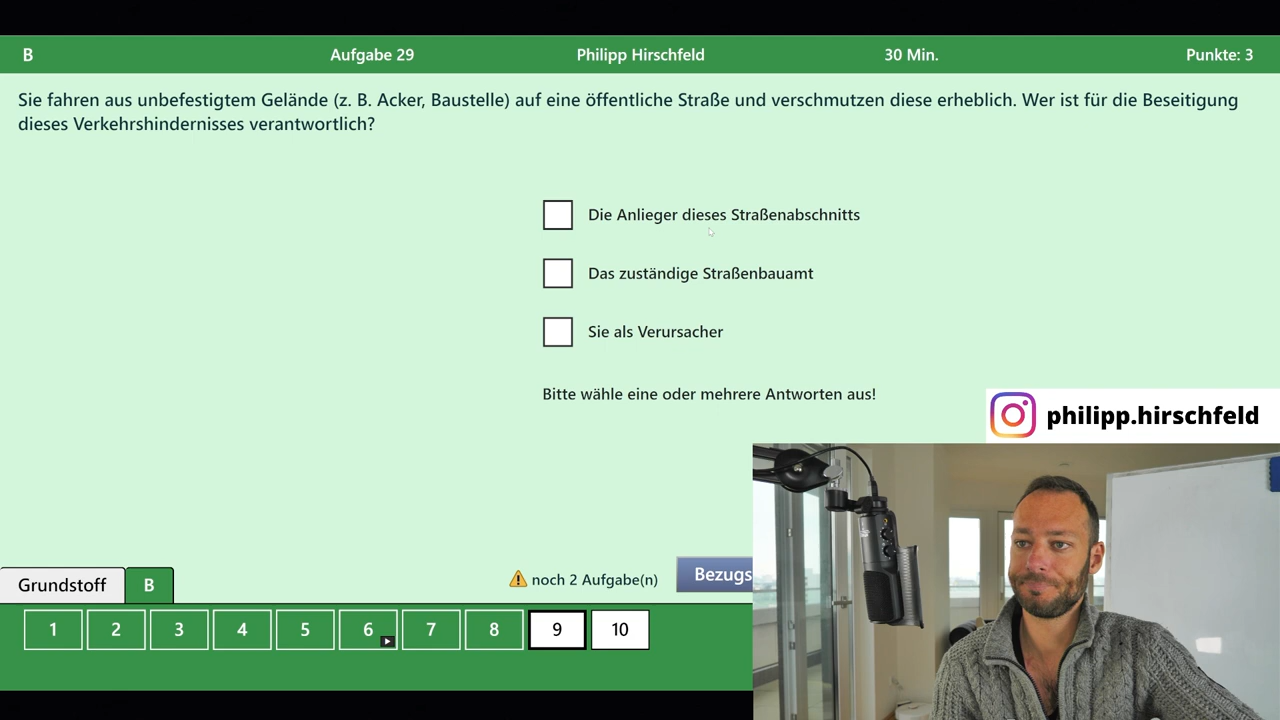 B Aufgabe 29 Philipp Hirschfeld 30 Min. Punkte: 3
Sie fahren aus unbefestigtem Gelände (z. B. Acker, Baustelle) auf eine öffentliche Straße und verschmutzen diese erheblich. Wer ist für die Beseitigung
dieses Verkehrshindernisses verantwortlich?
Die Anlieger dieses Straßenabschnitts
Das zuständige Straßenbauamt
Sie als Verursacher
Bitte wähle eine oder mehrere Antworten aus!
philipp.hirschfeld
Grundstoff B noch 2 Aufgabe(n) Bezugs
1 2 3 4 5 6 7 8 9 10